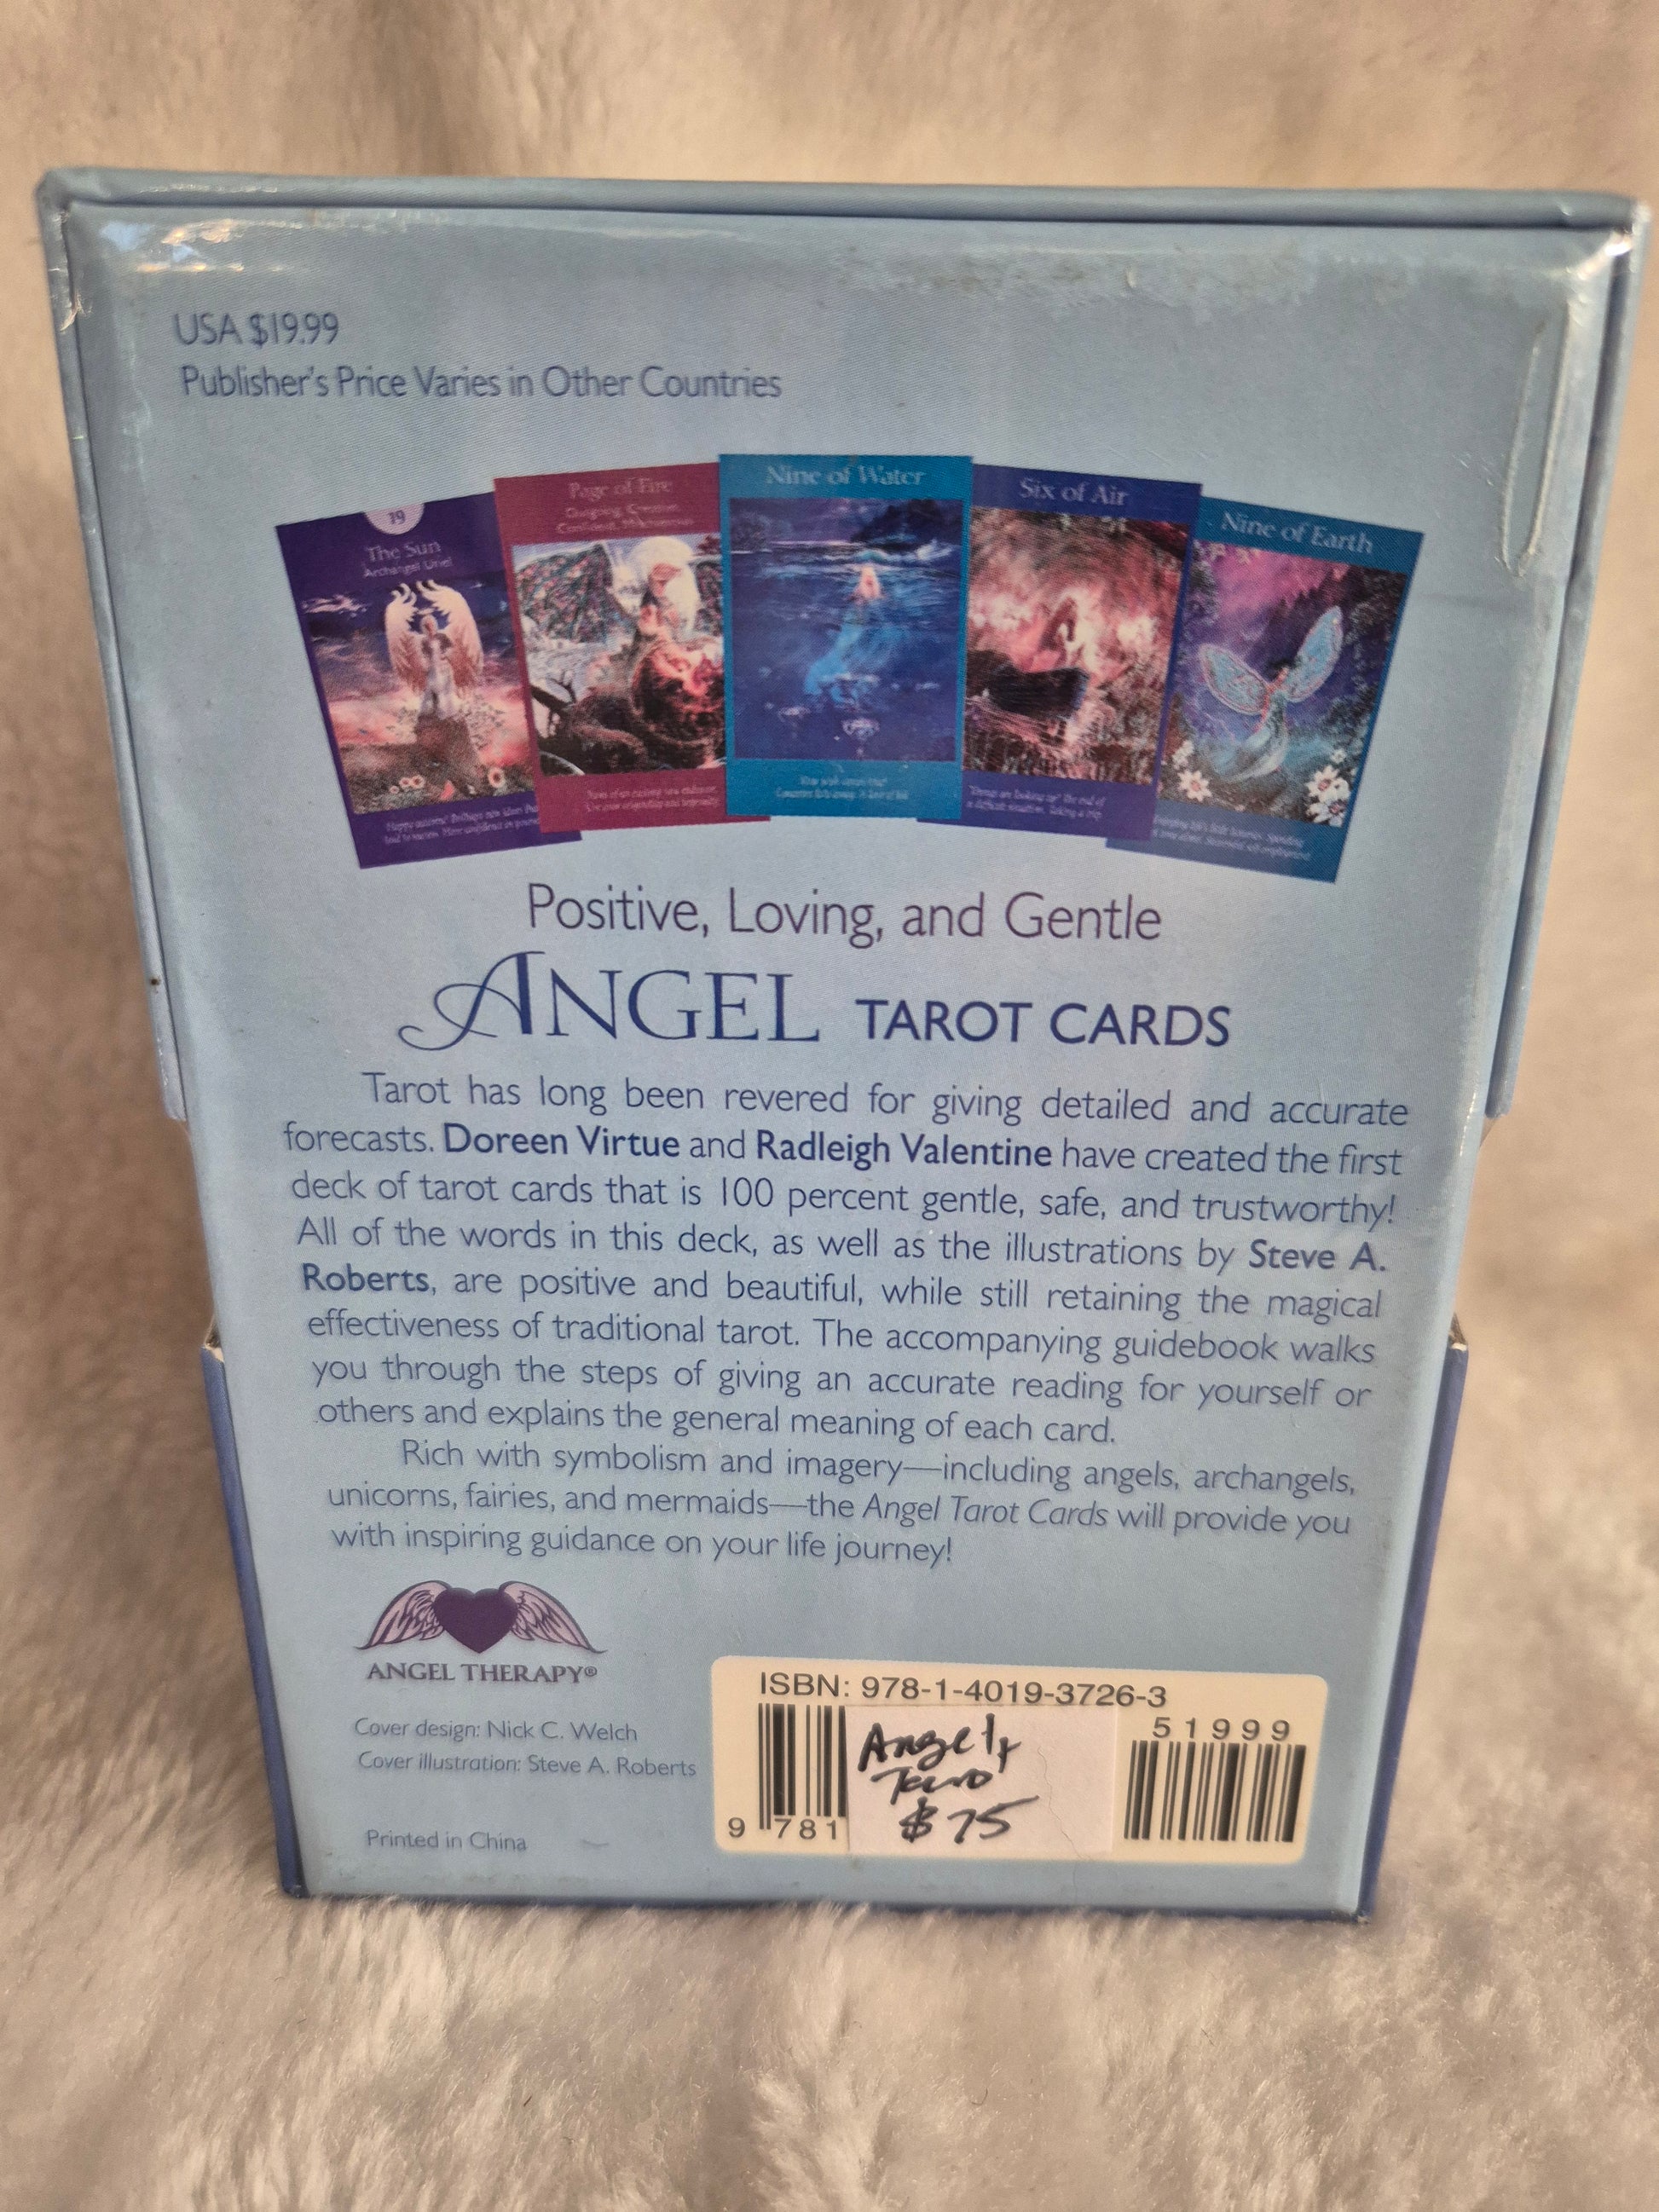 USA $19.99
Publisher's Price Varies in Other Countries
19
The Sun
Archangel Uriel
Page of Fire
Nine of Water
Six of Air
Nine of Earth
Positive, Loving, and Gentle
ANGEL TAROT CARDS
Tarot has long been revered for giving detailed and accurate
forecasts. Doreen Virtue and Radleigh Valentine have created the first
deck of tarot cards that is 100 percent gentle, safe, and trustworthy!
All of the words in this deck, as well as the illustrations by Steve A.
Roberts, are positive and beautiful, while still retaining the magical
effectiveness of traditional tarot. The accompanying guidebook walks
you through the steps of giving an accurate reading for yourself or
others and explains the general meaning of each card.
Rich with symbolism and imagery—including angels, archangels,
unicorns, fairies, and mermaids—the Angel Tarot Cards will provide you
with inspiring guidance on your life journey!
ANGEL THERAPY®
Cover design: Nick C. Welch
Cover illustration: Steve A. Roberts
Printed in China
ISBN: 978-1-4019-3726-3
51999
9 781
$75